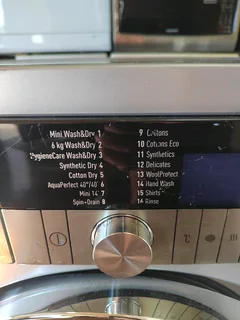 Mini Wash&Dry 1
6 kg Wash&Dry 2
HygieneCare Wash&Dry 3
Synthetic Dry 4
Cotton Dry 5
AquaPerfect 40°/40' 6
Mini 14' 7
Spin+Drain 8
9 Cottons
10 Cottons Eco
11 Synthetics
12 Delicates
13 WoolProtect
14 Hand Wash
15 Shirts
16 Rinse